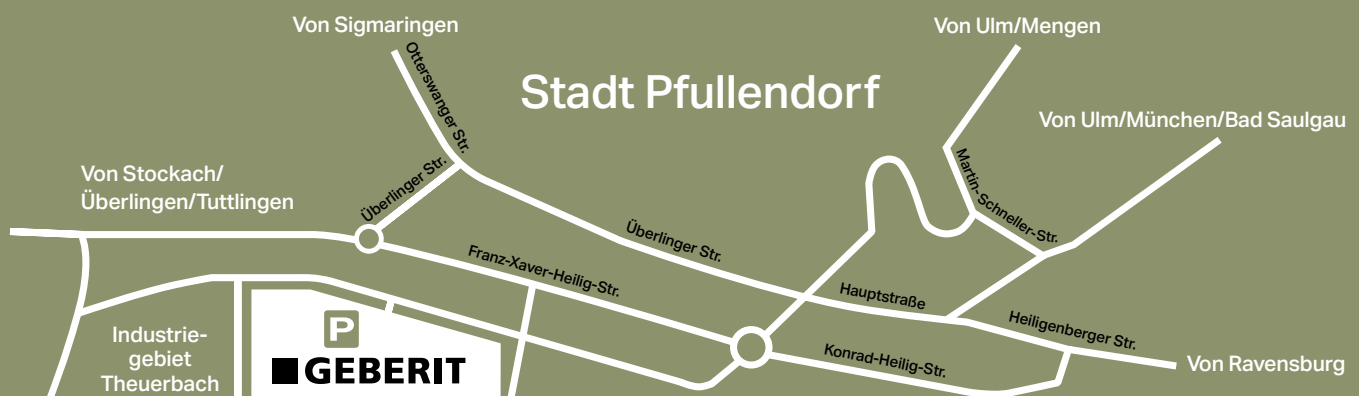 Von Sigmaringen
Von Ulm/Mengen
Stadt Pfullendorf
Otterswanger Str.
Von Ulm/München/Bad Saulgau
Von Stockach/
Überlingen/Tuttlingen
Überlinger Str.
Martin-Schneller-Str.
Überlinger Str.
Franz-Xaver-Heilig-Str.
Hauptstraße
Heiligenberger Str.
Industrie-
gebiet
Theuerbach
P
GEBERIT
Konrad-Heilig-Str.
Von Ravensburg